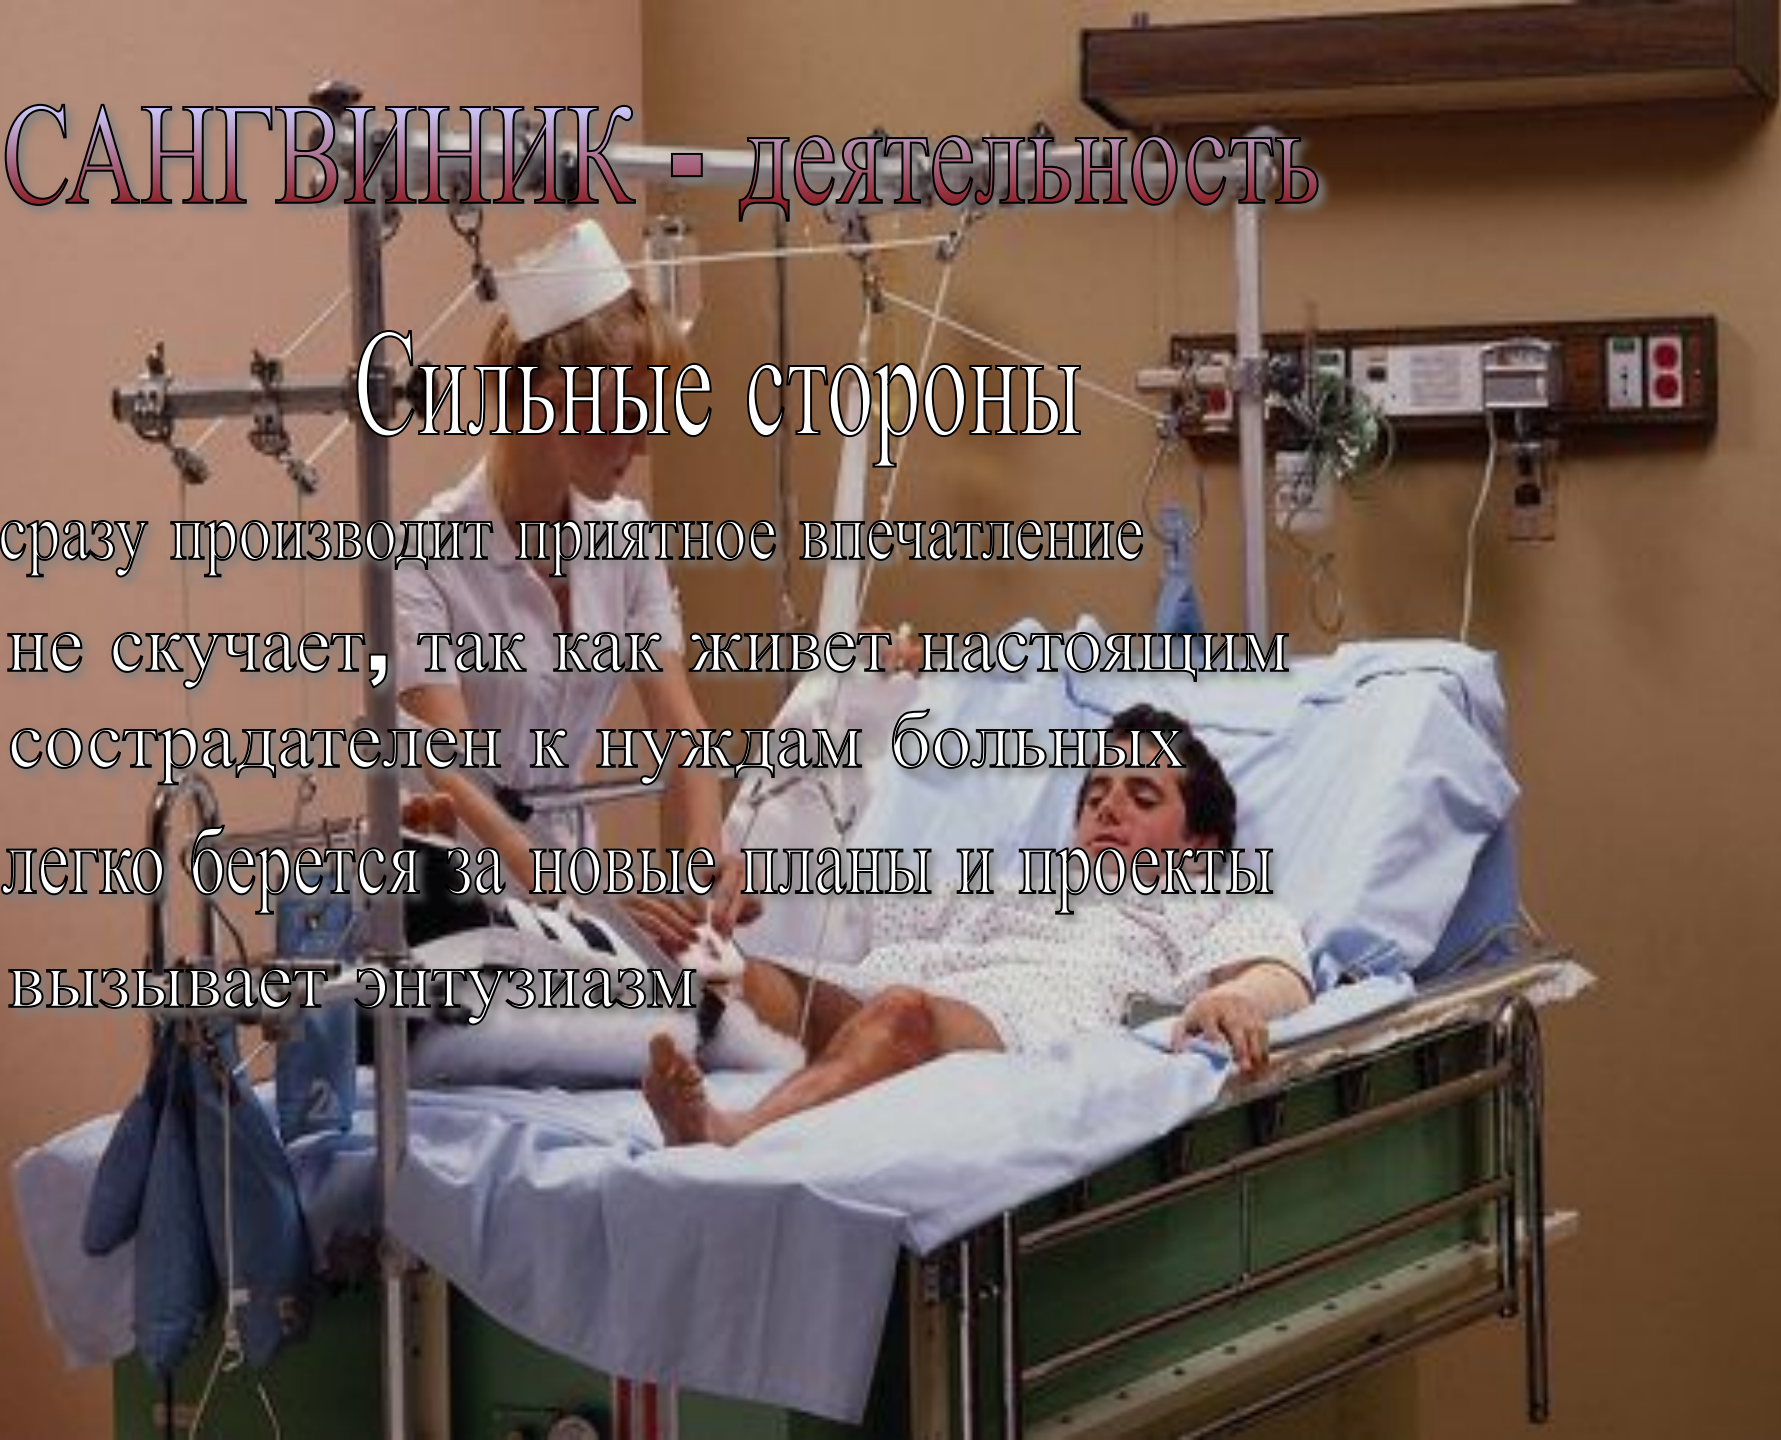 САНГВИНИК - деятельность
Сильные стороны
сразу производит приятное впечатление
не скучает, так как живет настоящим
сострадателен к нуждам больных
легко берется за новые планы и проекты
вызывает энтузиазм
2